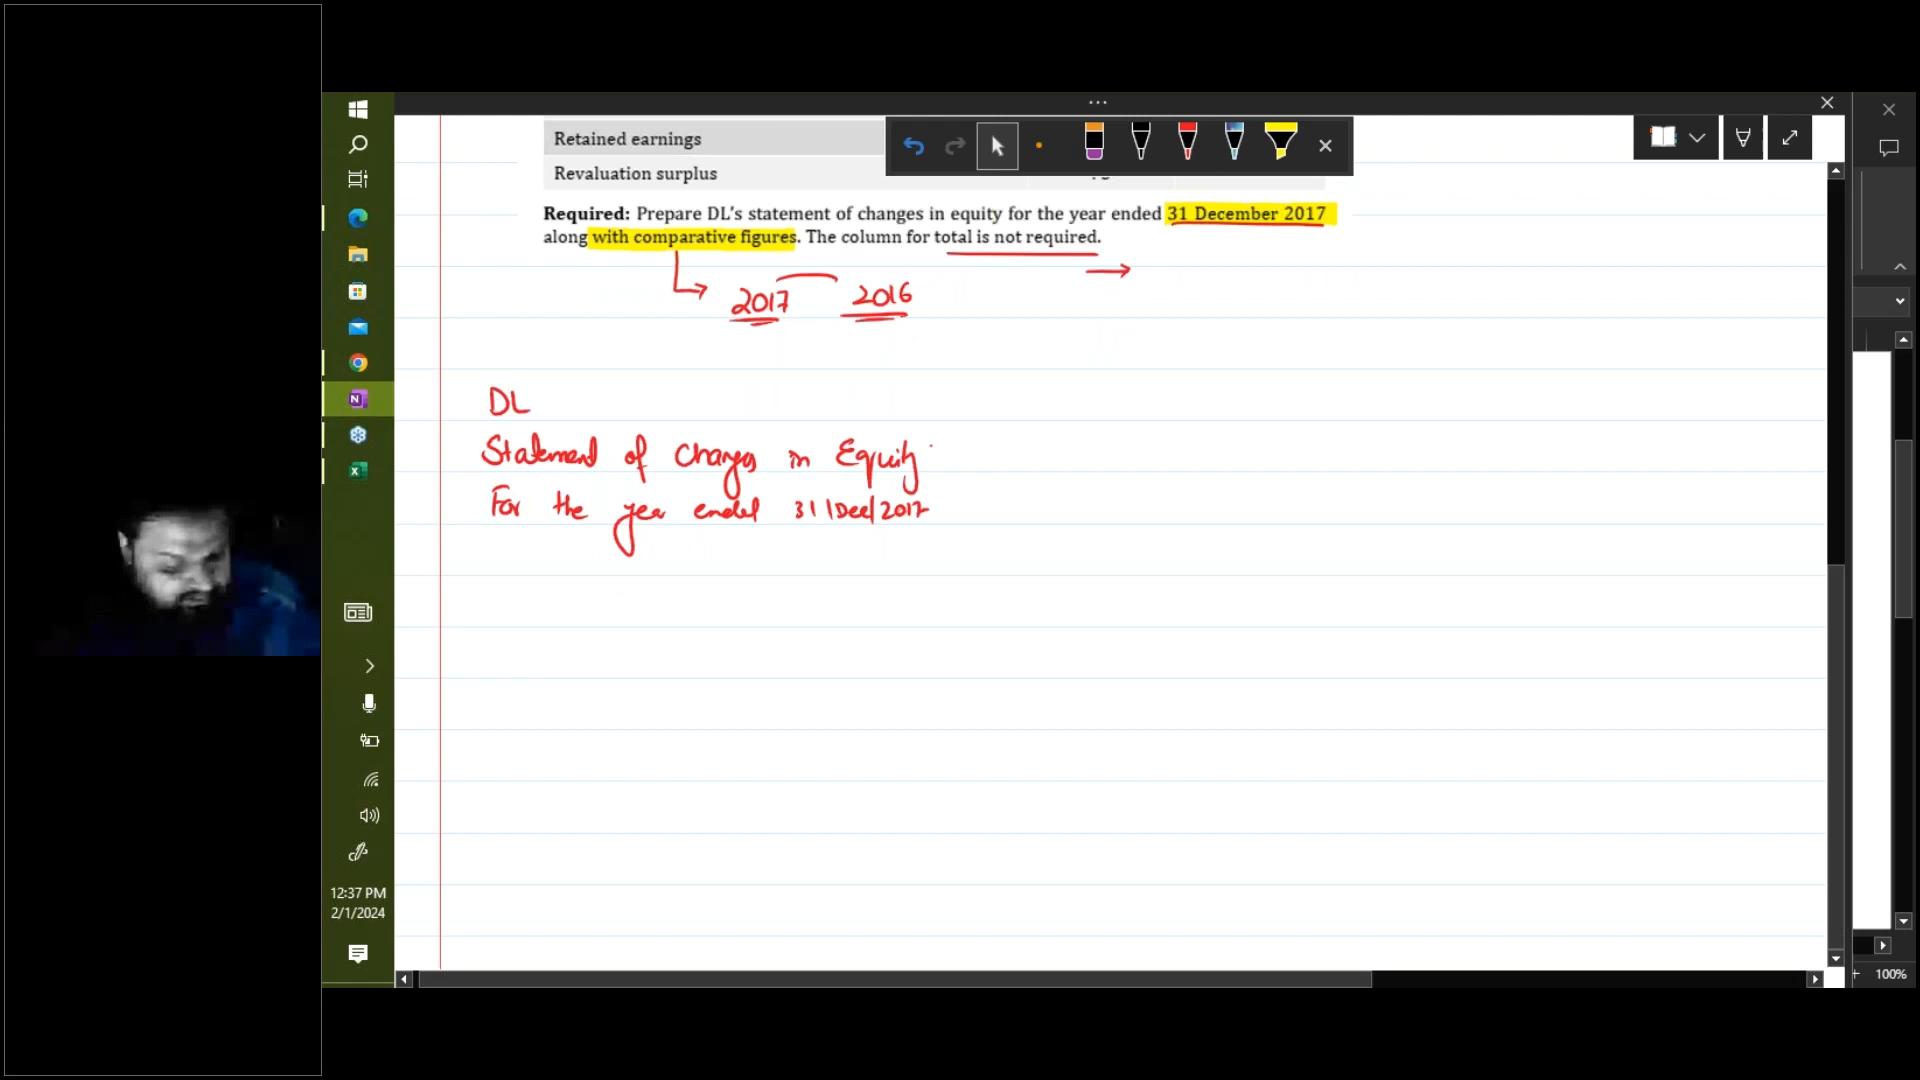 Retained earnings
Revaluation surplus
Required: Prepare DL's statement of changes in equity for the year ended 31 December 2017
along with comparative figures. The column for total is not required.
2017 2016
DL
Statement of Changes in Equity
For the year ended 31/Dec/2017
12:37 PM
2/1/2024
100%